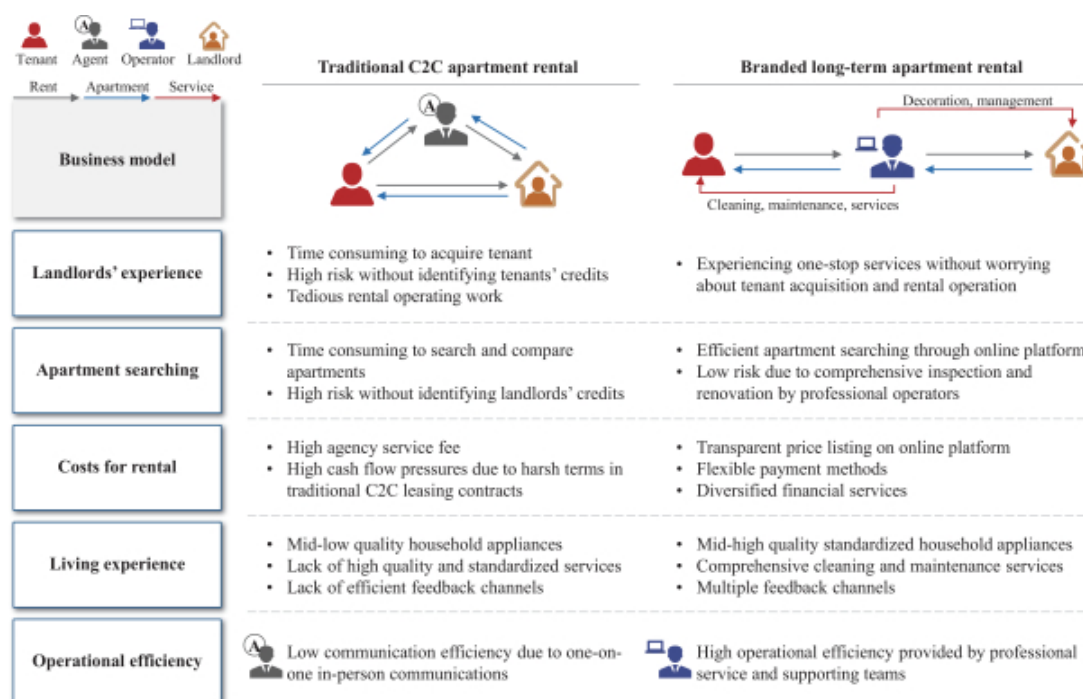 A
Tenant Agent Operator Landlord
Rent Apartment Service
Traditional C2C apartment rental
Branded long-term apartment rental
Business model
A
Decoration, management
Cleaning, maintenance, services
Landlords' experience
• Time consuming to acquire tenant
• High risk without identifying tenants' credits
• Tedious rental operating work
• Experiencing one-stop services without worrying
about tenant acquisition and rental operation
Apartment searching
• Time consuming to search and compare
apartments
• High risk without identifying landlords' credits
• Efficient apartment searching through online platform
• Low risk due to comprehensive inspection and
renovation by professional operators
Costs for rental
• High agency service fee
• High cash flow pressures due to harsh terms in
traditional C2C leasing contracts
• Transparent price listing on online platform
• Flexible payment methods
• Diversified financial services
Living experience
• Mid-low quality household appliances
• Lack of high quality and standardized services
• Lack of efficient feedback channels
• Mid-high quality standardized household appliances
• Comprehensive cleaning and maintenance services
• Multiple feedback channels
Operational efficiency
A
Low communication efficiency due to one-on-
one in-person communications
High operational efficiency provided by professional
service and supporting teams